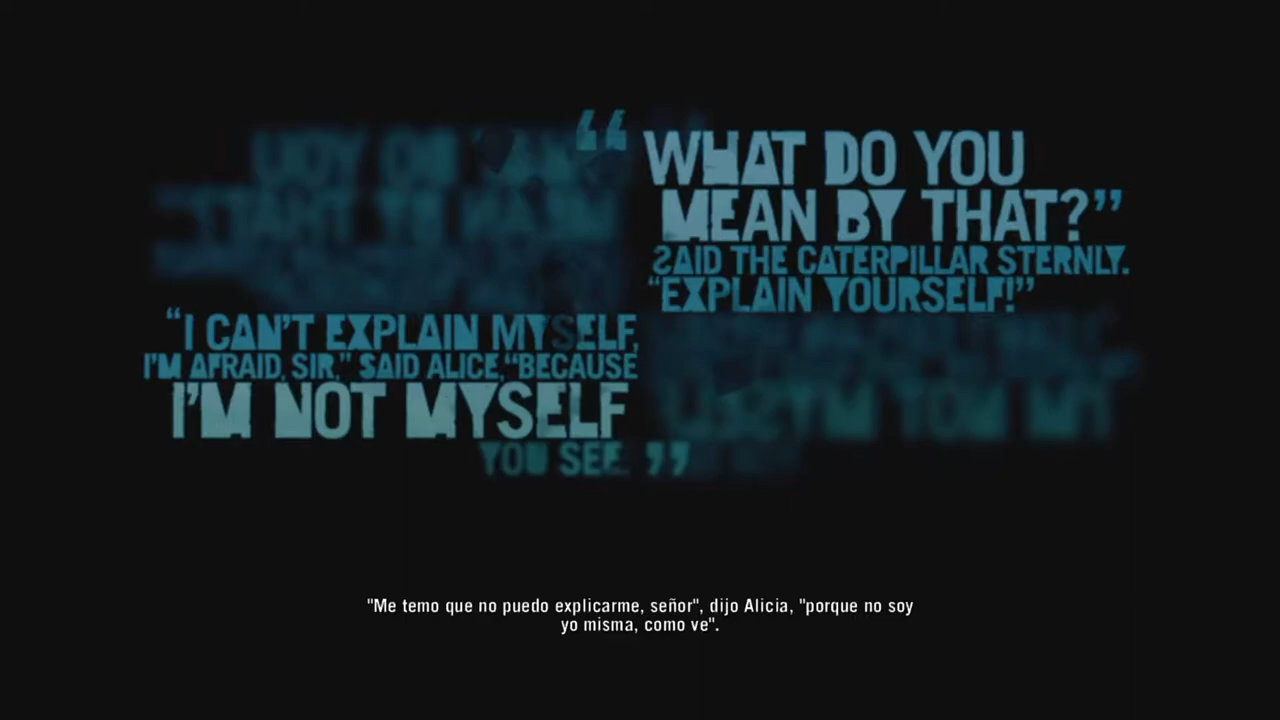 “WHAT DO YOU
MEAN BY THAT?”
SAID THE CATERPILLAR STERNLY.
“EXPLAIN YOURSELF!”
“I CAN'T EXPLAIN MYSELF,
I'M AFRAID, SIR,” SAID ALICE, “BECAUSE
I'M NOT MYSELF
YOU SEE.”
"Me temo que no puedo explicarme, señor", dijo Alicia, "porque no soy
yo misma, como ve".